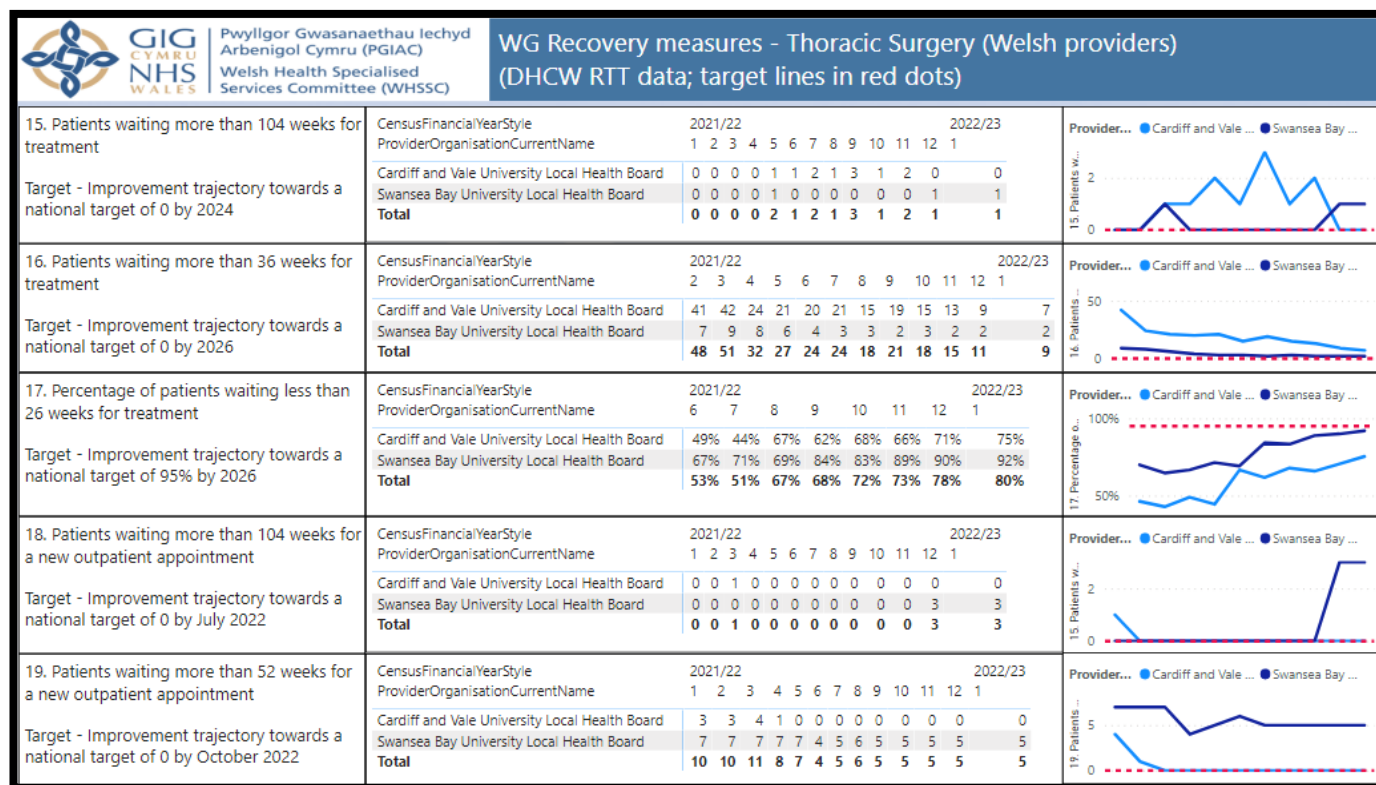 GIG
CYMRU
NHS
WALES
Pwyllgor Gwasanaethau Iechyd
Arbenigol Cymru (PGIAC)
Welsh Health Specialised
Services Committee (WHSSC)
WG Recovery measures - Thoracic Surgery (Welsh providers)
(DHCW RTT data; target lines in red dots)
15. Patients waiting more than 104 weeks for
treatment
Target - Improvement trajectory towards a
national target of 0 by 2024
CensusFinancialYearStyle 2021/22 2022/23
ProviderOrganisationCurrentName 1 2 3 4 5 6 7 8 9 10 11 12 1
Cardiff and Vale University Local Health Board 0 0 0 0 1 1 2 1 3 1 2 0 0
Swansea Bay University Local Health Board 0 0 0 0 1 0 0 0 0 0 0 1 1
Total 0 0 0 0 2 1 2 1 3 1 2 1 1
Provider... Cardiff and Vale ... Swansea Bay ...
15. Patients w...
2
0
16. Patients waiting more than 36 weeks for
treatment
Target - Improvement trajectory towards a
national target of 0 by 2026
CensusFinancialYearStyle 2021/22 2022/23
ProviderOrganisationCurrentName 2 3 4 5 6 7 8 9 10 11 12 1
Cardiff and Vale University Local Health Board 41 42 24 21 20 21 15 19 15 13 9 7
Swansea Bay University Local Health Board 7 9 8 6 4 3 3 2 3 2 2 2
Total 48 51 32 27 24 24 18 21 18 15 11 9
Provider... Cardiff and Vale ... Swansea Bay ...
16. Patients ...
50
0
17. Percentage of patients waiting less than
26 weeks for treatment
Target - Improvement trajectory towards a
national target of 95% by 2026
CensusFinancialYearStyle 2021/22 2022/23
ProviderOrganisationCurrentName 6 7 8 9 10 11 12 1
Cardiff and Vale University Local Health Board 49% 44% 67% 62% 68% 66% 71% 75%
Swansea Bay University Local Health Board 67% 71% 69% 84% 83% 89% 90% 92%
Total 53% 51% 67% 68% 72% 73% 78% 80%
Provider... Cardiff and Vale ... Swansea Bay ...
17. Percentage o...
100%
50%
18. Patients waiting more than 104 weeks for
a new outpatient appointment
Target - Improvement trajectory towards a
national target of 0 by July 2022
CensusFinancialYearStyle 2021/22 2022/23
ProviderOrganisationCurrentName 1 2 3 4 5 6 7 8 9 10 11 12 1
Cardiff and Vale University Local Health Board 0 0 1 0 0 0 0 0 0 0 0 0 0
Swansea Bay University Local Health Board 0 0 0 0 0 0 0 0 0 0 0 3 3
Total 0 0 1 0 0 0 0 0 0 0 0 3 3
Provider... Cardiff and Vale ... Swansea Bay ...
15. Patients w...
2
0
19. Patients waiting more than 52 weeks for
a new outpatient appointment
Target - Improvement trajectory towards a
national target of 0 by October 2022
CensusFinancialYearStyle 2021/22 2022/23
ProviderOrganisationCurrentName 1 2 3 4 5 6 7 8 9 10 11 12 1
Cardiff and Vale University Local Health Board 3 3 4 1 0 0 0 0 0 0 0 0 0
Swansea Bay University Local Health Board 7 7 7 7 7 4 5 6 5 5 5 5 5
Total 10 10 11 8 7 4 5 6 5 5 5 5 5
Provider... Cardiff and Vale ... Swansea Bay ...
19. Patients ...
5
0